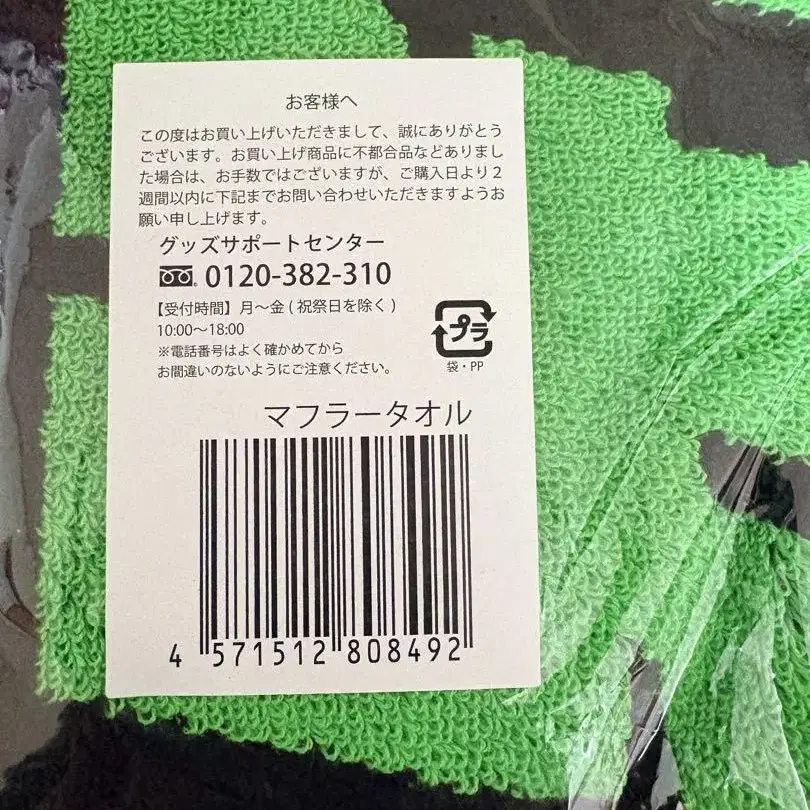 お客様へ
この度はお買い上げいただきまして、誠にありがとう
ございます。お買い上げ商品に不都合品などありまし
た場合は、お手数ではございますが、ご購入日より２
週間以内に下記までお問い合わせいただきますようお
願い申し上げます。
グッズサポートセンター
0120-382-310
【受付時間】月〜金 ( 祝祭日を除く )
10:00〜18:00
※電話番号はよく確かめてから
お間違いのないようにご注意ください。
プラ
袋・PP
マフラータオル
4 571512 808492